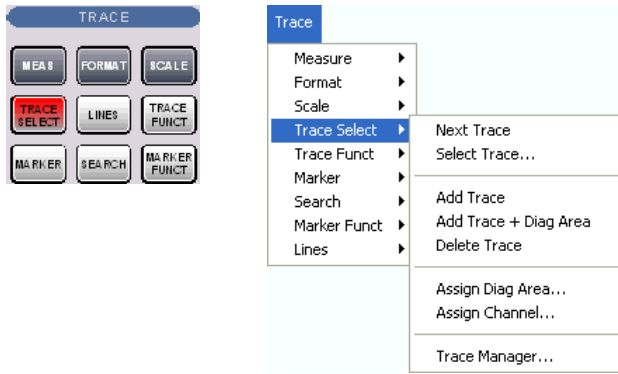 TRACE
MEAS
FORMAT
SCALE
TRACE
SELECT
LINES
TRACE
FUNCT
MARKER
SEARCH
MARKER
FUNCT
Trace
Measure
Format
Scale
Trace Select
Trace Funct
Marker
Search
Marker Funct
Lines
Next Trace
Select Trace...
Add Trace
Add Trace + Diag Area
Delete Trace
Assign Diag Area...
Assign Channel...
Trace Manager...